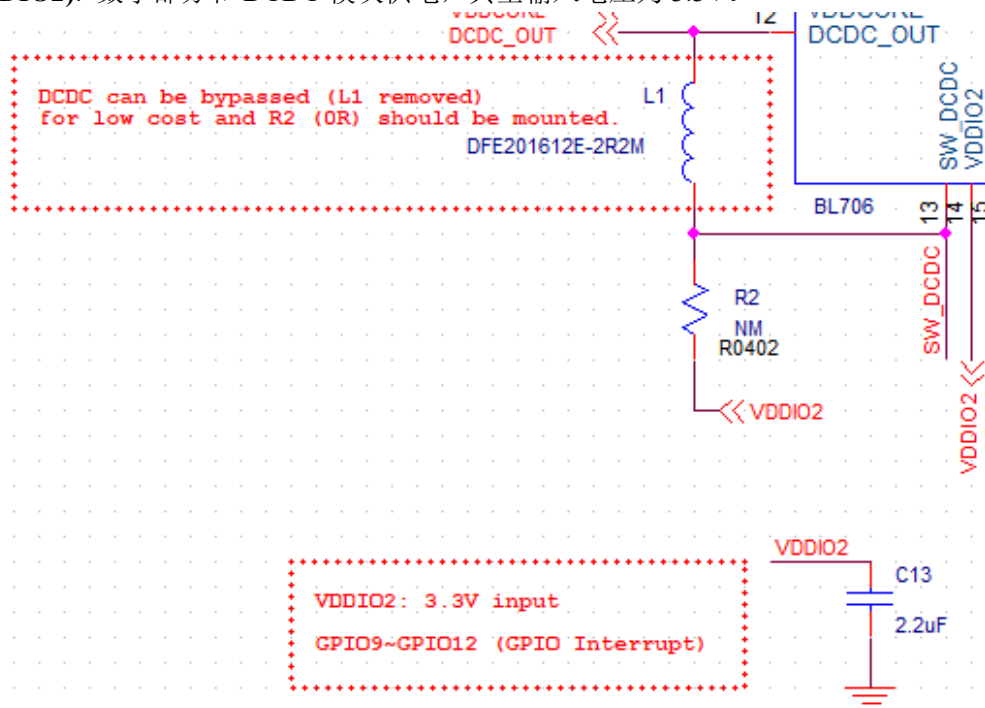 DCDC_OUT
12
DCDC_OUT
DCDC can be bypassed (L1 removed)
for low cost and R2 (0R) should be mounted.
L1
DFE201612E-2R2M
SW_DCDC
VDDIO2
BL706
13
14
15
SW_DCDC
R2
NM
R0402
VDDIO2
VDDIO2
VDDIO2
C13
2.2uF
VDDIO2: 3.3V input
GPIO9~GPIO12 (GPIO Interrupt)